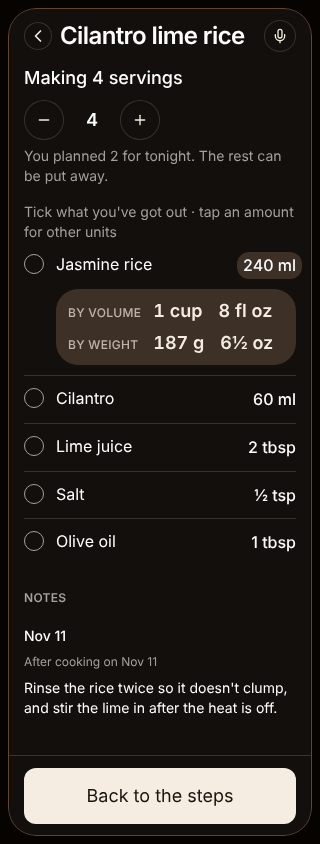 Cilantro lime rice
Making 4 servings
− 4 +
You planned 2 for tonight. The rest can
be put away.
Tick what you've got out · tap an amount
for other units
Jasmine rice 240 ml
BY VOLUME 1 cup 8 fl oz
BY WEIGHT 187 g 6½ oz
Cilantro 60 ml
Lime juice 2 tbsp
Salt ½ tsp
Olive oil 1 tbsp
NOTES
Nov 11
After cooking on Nov 11
Rinse the rice twice so it doesn't clump,
and stir the lime in after the heat is off.
Back to the steps